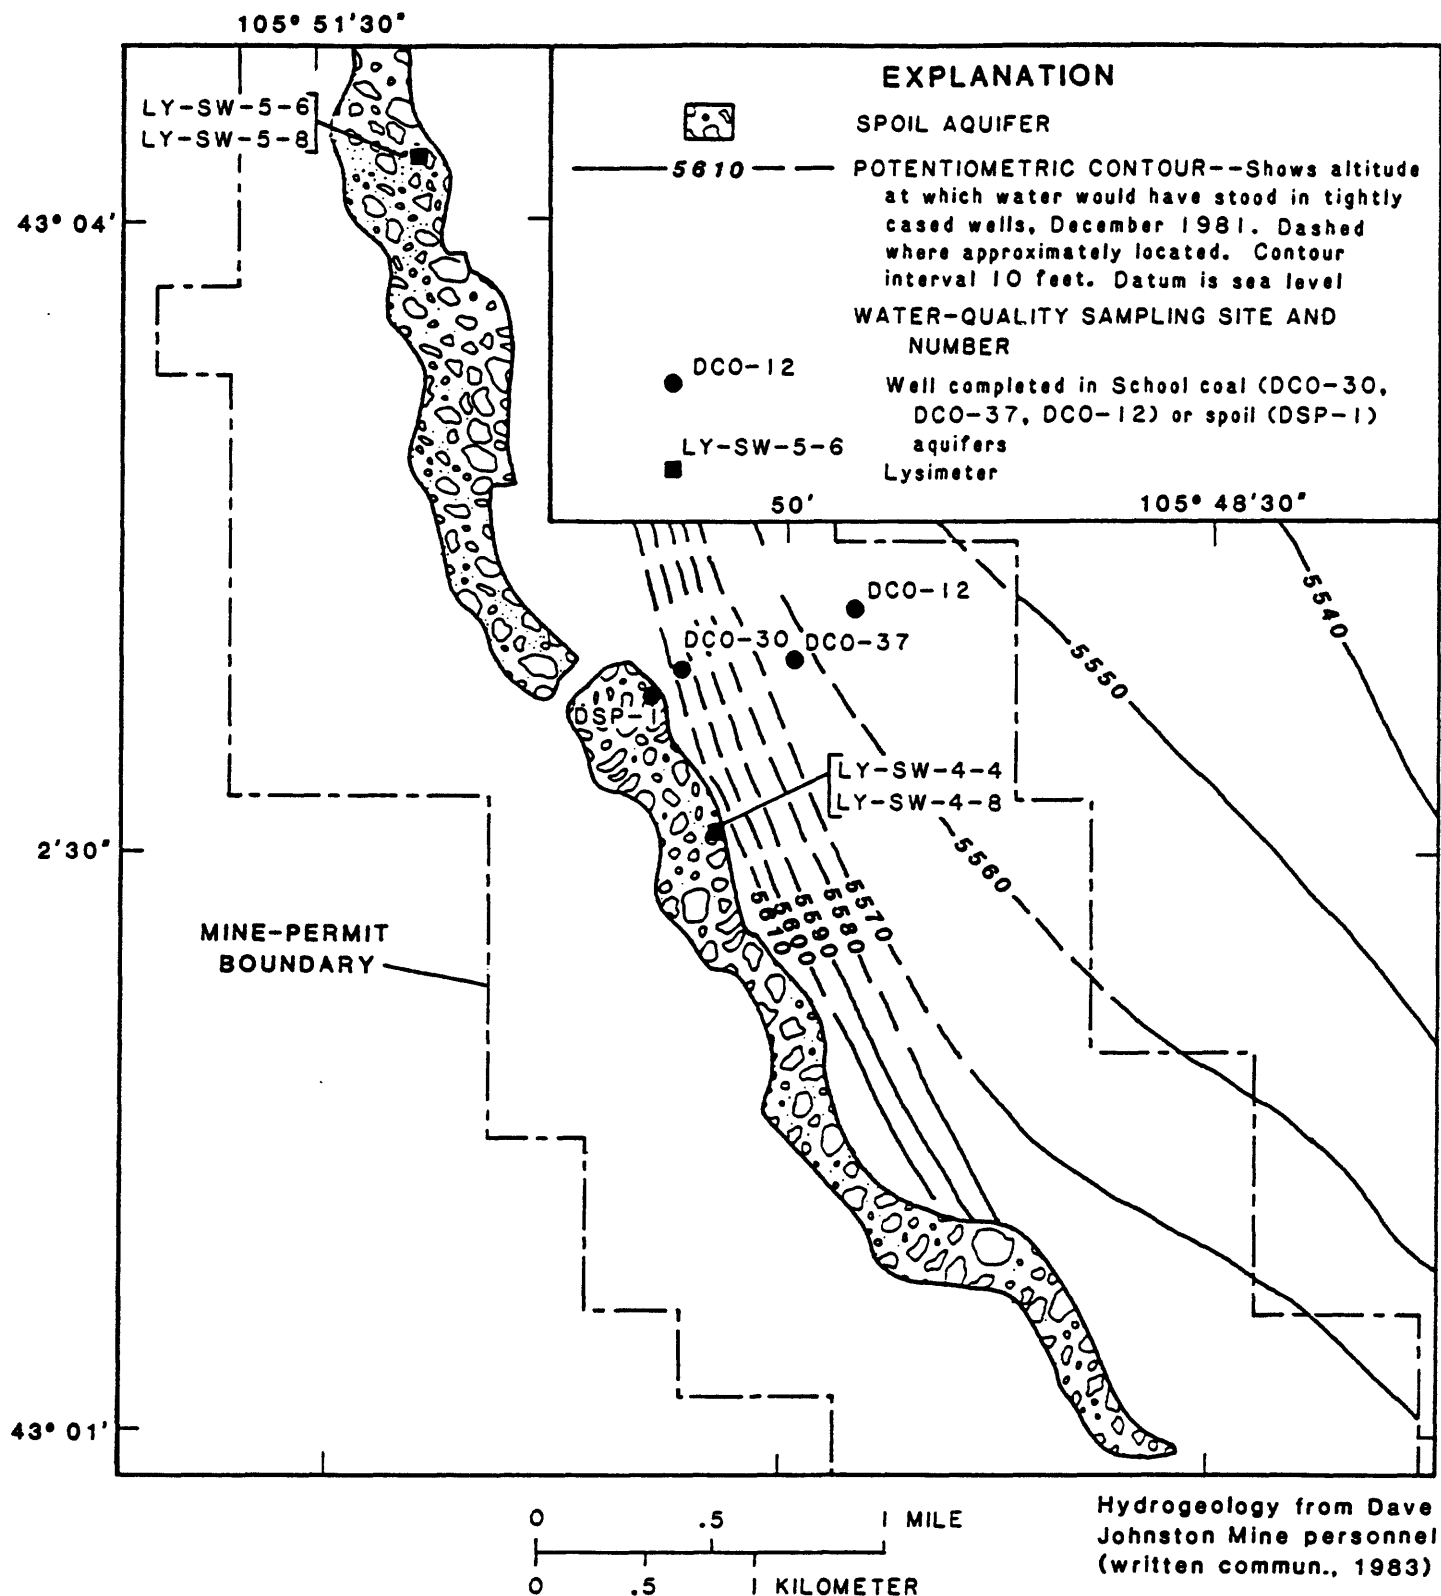 105° 51'30"
EXPLANATION
SPOIL AQUIFER
5610
POTENTIOMETRIC CONTOUR--Shows altitude
at which water would have stood in tightly
cased wells, December 1981. Dashed
where approximately located. Contour
interval 10 feet. Datum is sea level
WATER-QUALITY SAMPLING SITE AND
NUMBER
DCO-12
Well completed in School coal (DCO-30,
DCO-37, DCO-12) or spoil (DSP-1)
aquifers
LY-SW-5-6
Lysimeter
50'
105° 48'30"
LY-SW-5-6
LY-SW-5-8
43° 04'
DCO-12
DCO-30
DCO-37
DSP-1
5540
5550
LY-SW-4-4
LY-SW-4-8
2'30"
5560
5570
5580
5590
5600
5610
MINE-PERMIT
BOUNDARY
43° 01'
0 .5 1 MILE
0 .5 1 KILOMETER
Hydrogeology from Dave
Johnston Mine personnel
(written commun., 1983)